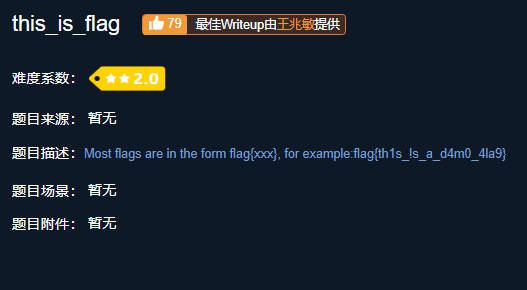 this_is_flag 79 最佳Writeup由王兆敏提供
难度系数： 2.0
题目来源： 暂无
题目描述：Most flags are in the form flag{xxx}, for example:flag{th1s_!s_a_d4m0_4la9}
题目场景： 暂无
题目附件： 暂无